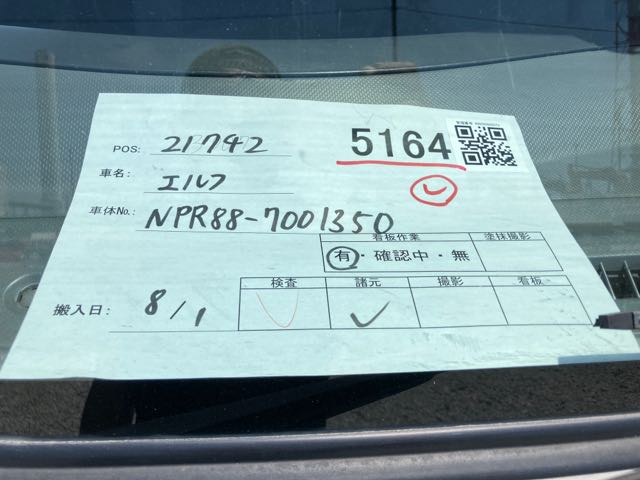 5164
POS: 21742
車名: エルフ
車体No.: NPR88-7001350
看板作業 塗抹撮影
有・確認中・無
検査 諸元 撮影 看板
搬入日: 8/1